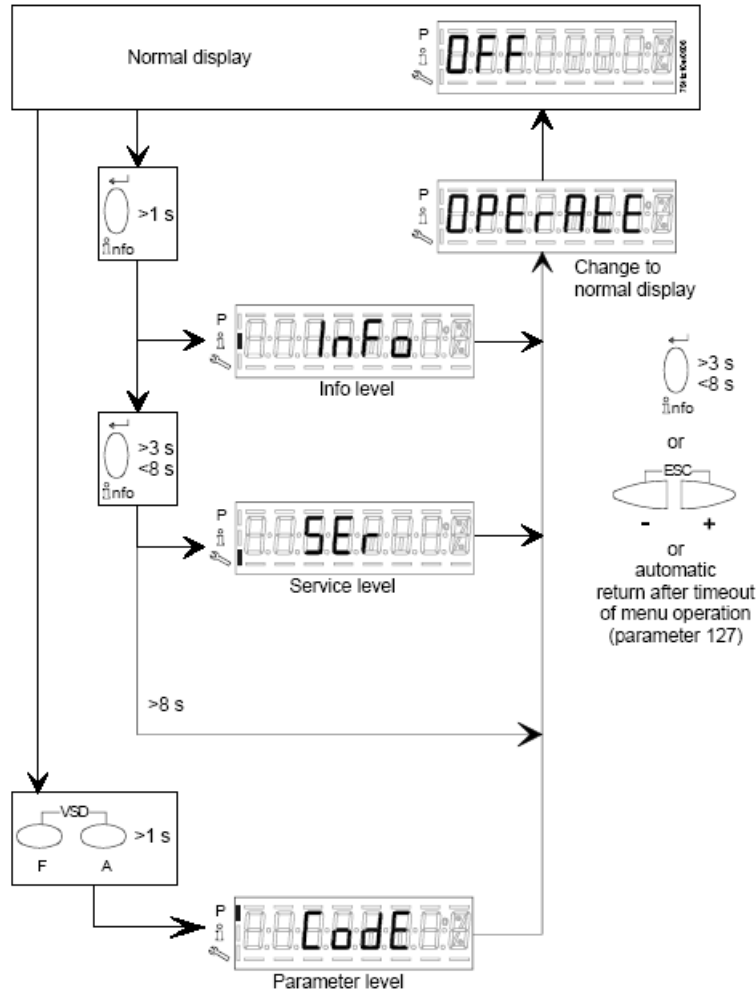 Normal display
P
OFF
>1 s
info
P
OPErAtE
Change to
normal display
P
InFo
Info level
>3 s
<8 s
info
>3 s
<8 s
info
or
ESC
- +
or
automatic
return after timeout
of menu operation
(parameter 127)
P
SEr
Service level
>8 s
VSD
>1 s
F A
P
CodE
Parameter level